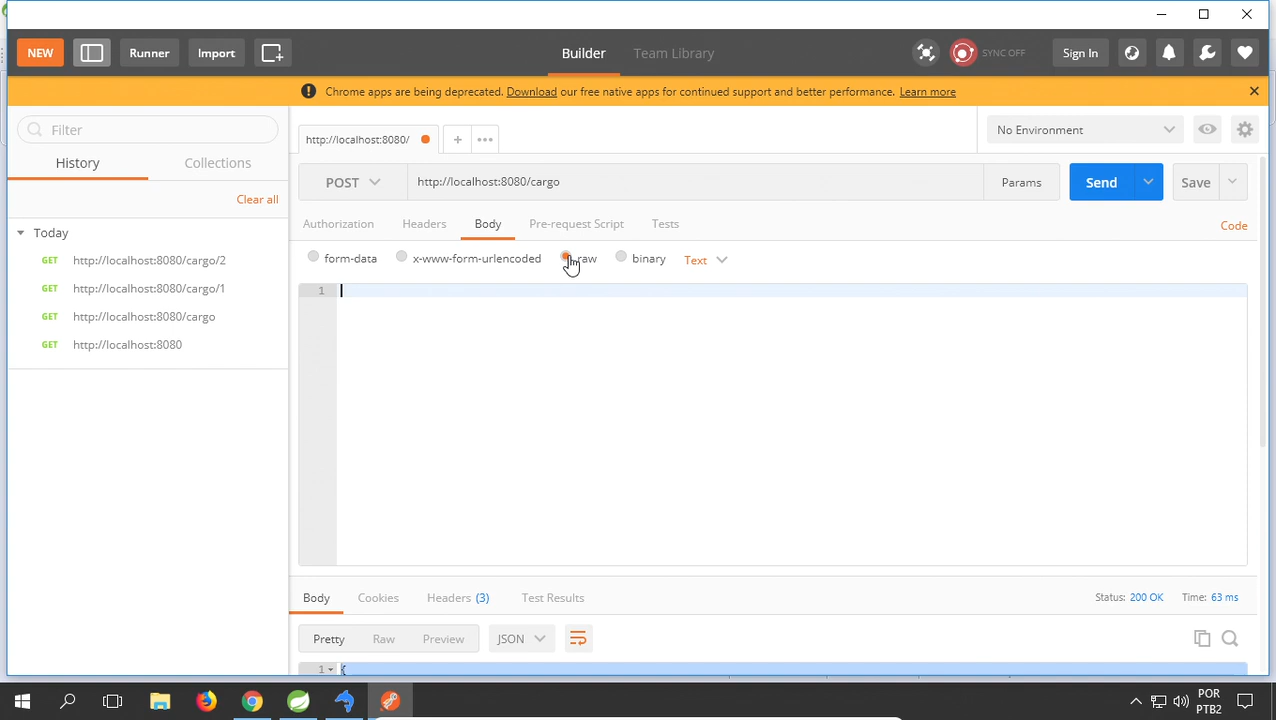 NEW
Runner
Import
Builder
Team Library
SYNC OFF
Sign In
Chrome apps are being deprecated. Download our free native apps for continued support and better performance. Learn more
Filter
http://localhost:8080/
No Environment
History
Collections
POST
http://localhost:8080/cargo
Params
Send
Save
Clear all
Authorization
Headers
Body
Pre-request Script
Tests
Code
Today
form-data
x-www-form-urlencoded
raw
binary
Text
GET http://localhost:8080/cargo/2
GET http://localhost:8080/cargo/1
GET http://localhost:8080/cargo
GET http://localhost:8080
1
Body
Cookies
Headers (3)
Test Results
Status: 200 OK
Time: 63 ms
Pretty
Raw
Preview
JSON
1 {
POR
PTB2